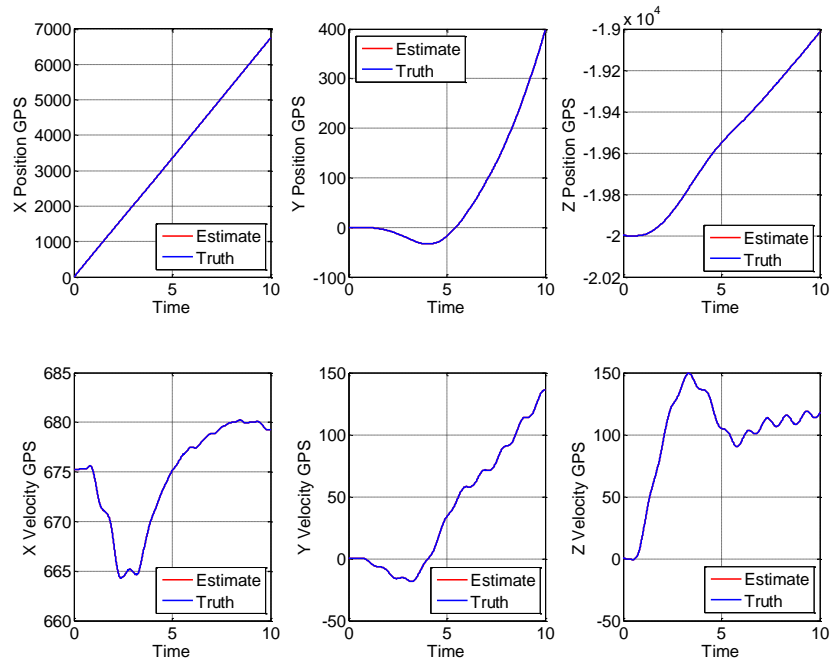 7000
6000
5000
4000
3000
2000
1000
0
0
5
10
X Position GPS
Time
Estimate
Truth
400
300
200
100
0
-100
0
5
10
Y Position GPS
Time
Estimate
Truth
x 10^4
-1.9
-1.92
-1.94
-1.96
-1.98
-2
-2.02
0
5
10
Z Position GPS
Time
Estimate
Truth
685
680
675
670
665
660
0
5
10
X Velocity GPS
Time
Estimate
Truth
150
100
50
0
-50
0
5
10
Y Velocity GPS
Time
Estimate
Truth
150
100
50
0
-50
0
5
10
Z Velocity GPS
Time
Estimate
Truth